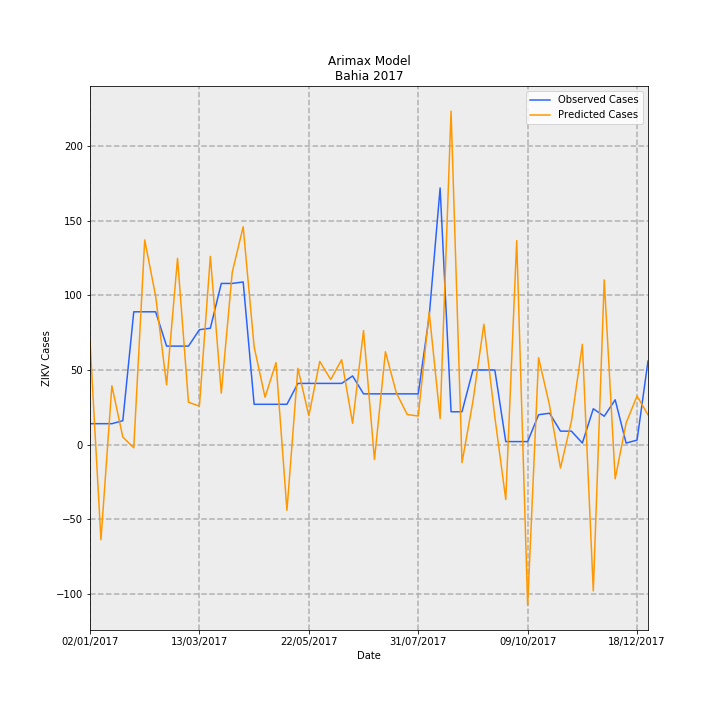 Arimax Model
Bahia 2017
Observed Cases
Predicted Cases
ZIKV Cases
200
150
100
50
0
−50
−100
02/01/2017 13/03/2017 22/05/2017 31/07/2017 09/10/2017 18/12/2017
Date